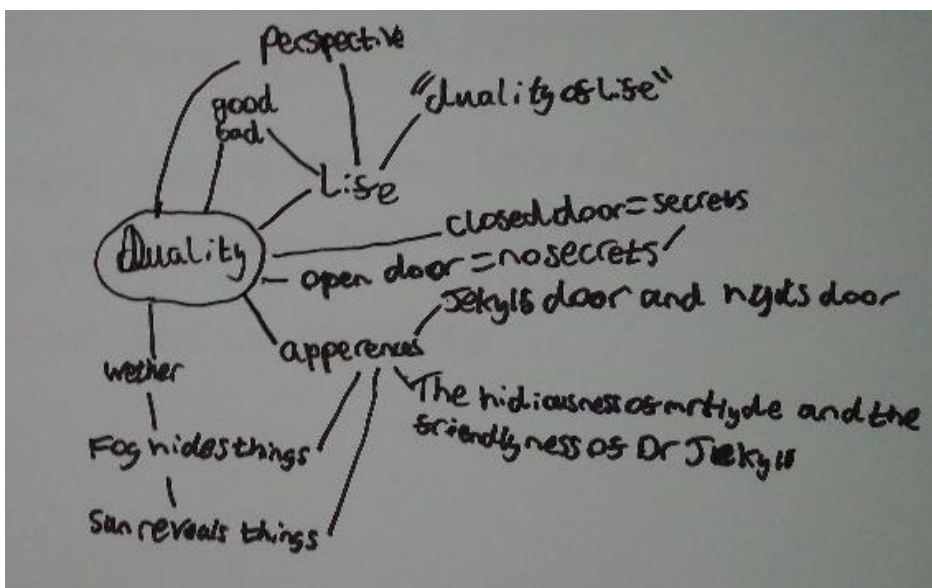 Perspective
good
bad
"duality of Life"
Life
closed door = secrets
Duality
open door = no secrets
Jekylls door and hyds door
apperences
wether
The hidiousness of mr Hyde and the
friendlyness of Dr Jekyll
Fog hides things
Sun reveals things